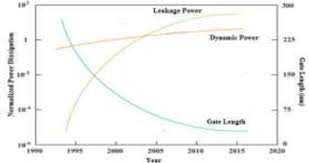 Leakage Power
Dynamic Power
Gate Length
Normalized Power Dissipation
Gate Length (nm)
1
300
225
150
75
0
1990
1995
2000
2005
2010
2015
2020
Year